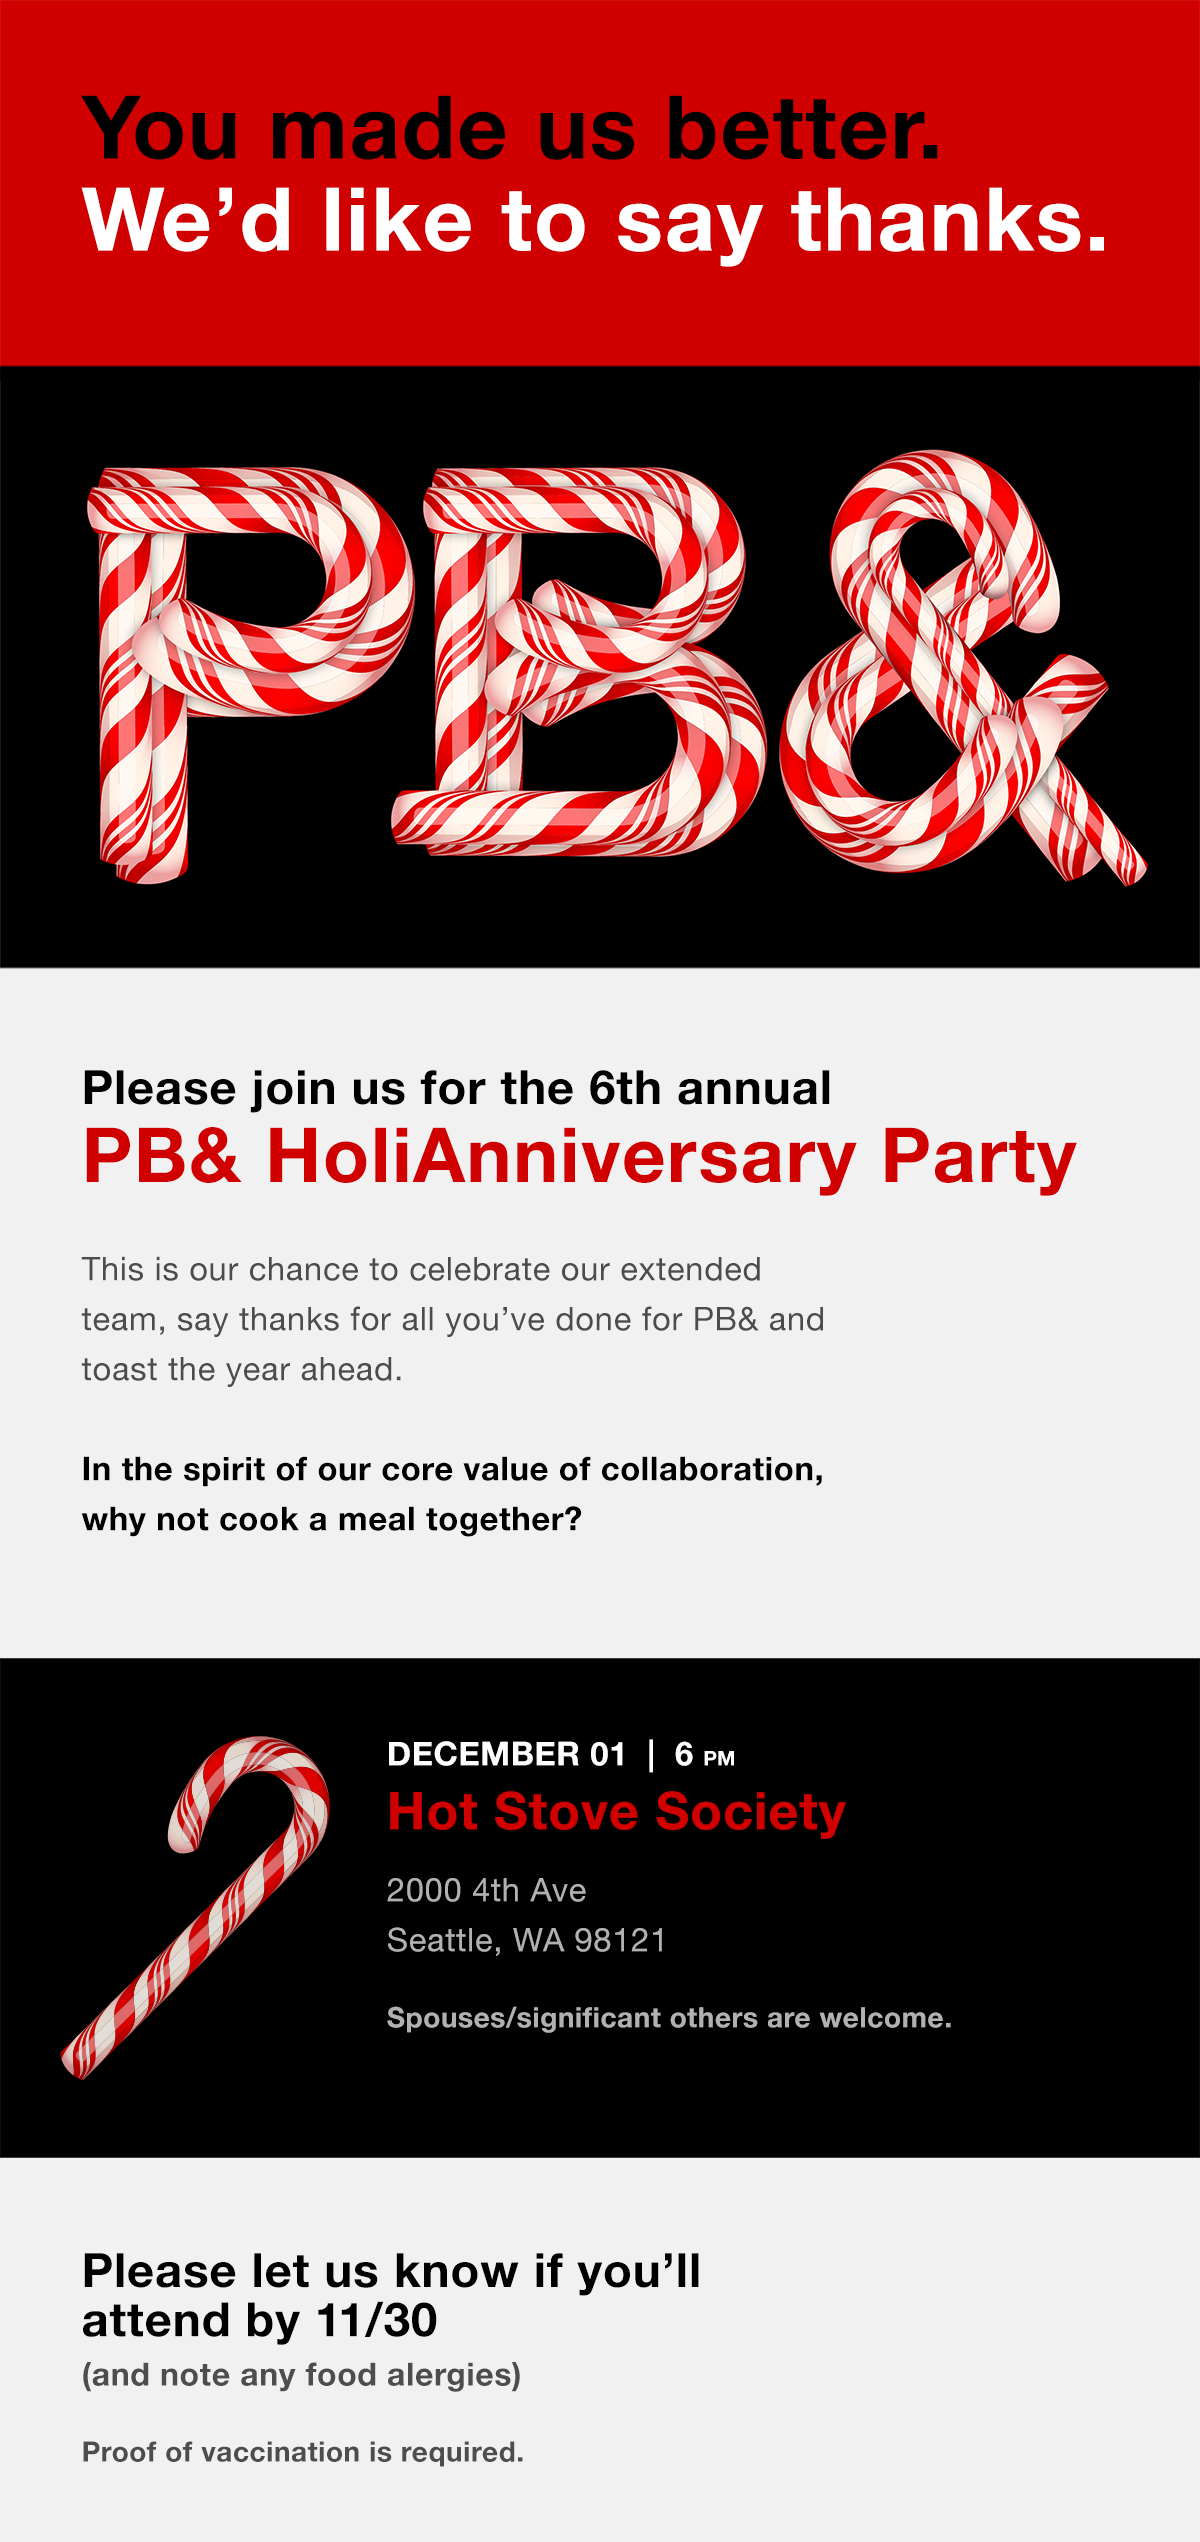 You made us better.
We’d like to say thanks.
PB&
Please join us for the 6th annual
PB& HoliAnniversary Party
This is our chance to celebrate our extended
team, say thanks for all you’ve done for PB& and
toast the year ahead.
In the spirit of our core value of collaboration,
why not cook a meal together?
DECEMBER 01 | 6 PM
Hot Stove Society
2000 4th Ave
Seattle, WA 98121
Spouses/significant others are welcome.
Please let us know if you’ll
attend by 11/30
(and note any food alergies)
Proof of vaccination is required.